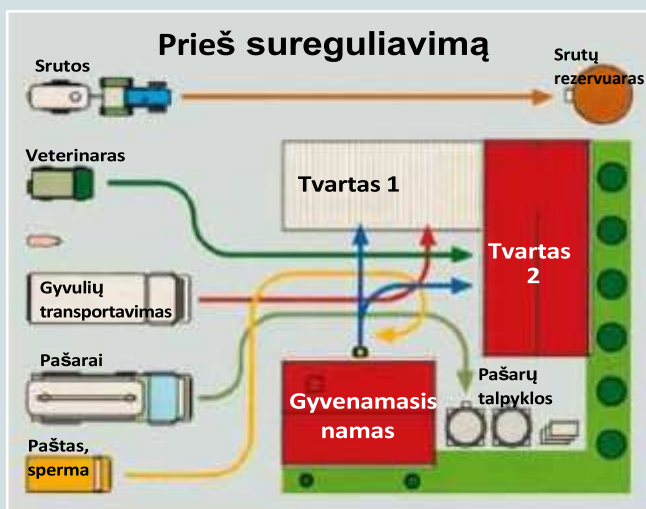 Prieš sureguliavimą
Srutos
Srutų
rezervuaras
Veterinaras
Tvartas 1
Tvartas
2
Gyvulių
transportavimas
Pašarai
Pašarų
talpyklos
Gyvenamasis
namas
Paštas,
sperma